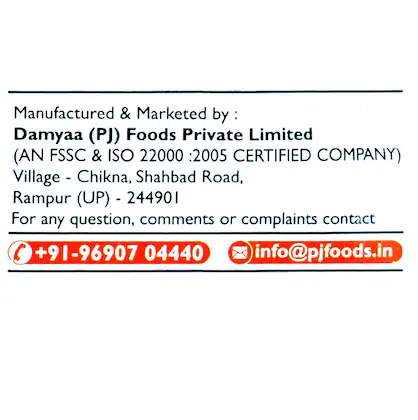 Manufactured & Marketed by :
Damyaa (PJ) Foods Private Limited
(AN FSSC & ISO 22000 :2005 CERTIFIED COMPANY)
Village - Chikna, Shahbad Road,
Rampur (UP) - 244901
For any question, comments or complaints contact
+91-96907 04440 info@pjfoods.in